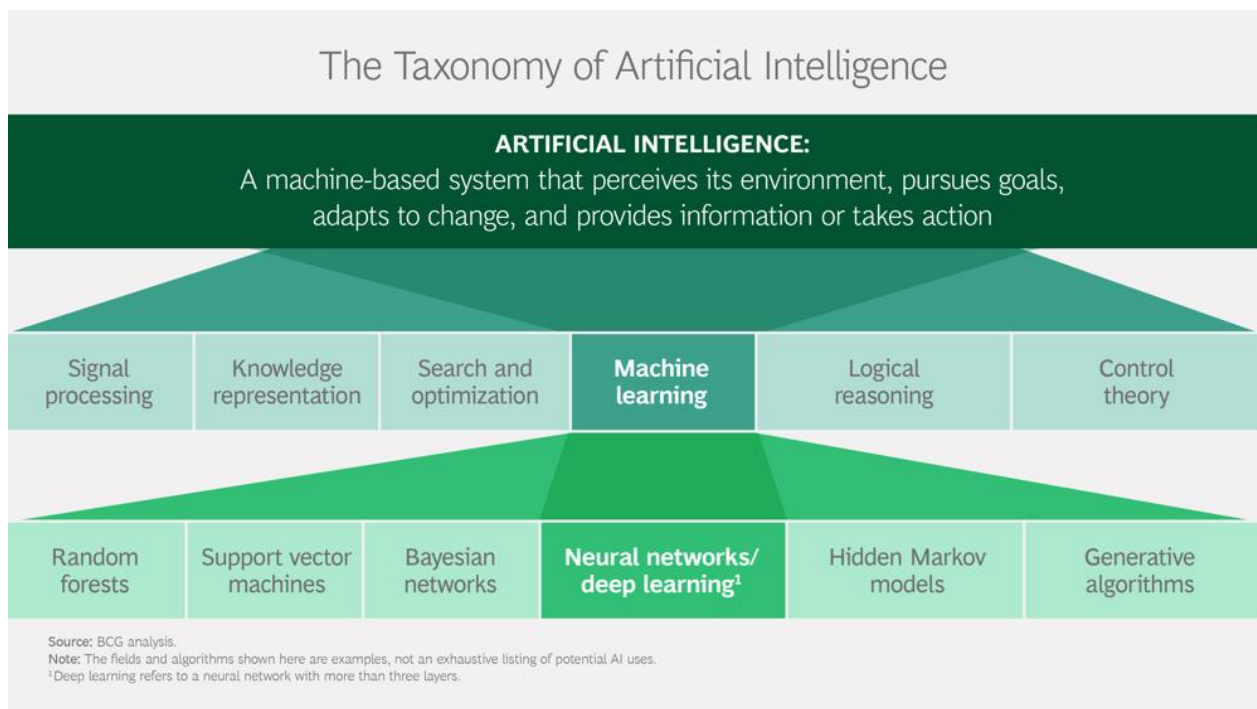 The Taxonomy of Artificial Intelligence
ARTIFICIAL INTELLIGENCE:
A machine-based system that perceives its environment, pursues goals,
adapts to change, and provides information or takes action
Signal
processing
Knowledge
representation
Search and
optimization
Machine
learning
Logical
reasoning
Control
theory
Random
forests
Support vector
machines
Bayesian
networks
Neural networks/
deep learning¹
Hidden Markov
models
Generative
algorithms
Source: BCG analysis.
Note: The fields and algorithms shown here are examples, not an exhaustive listing of potential AI uses.
¹Deep learning refers to a neural network with more than three layers.